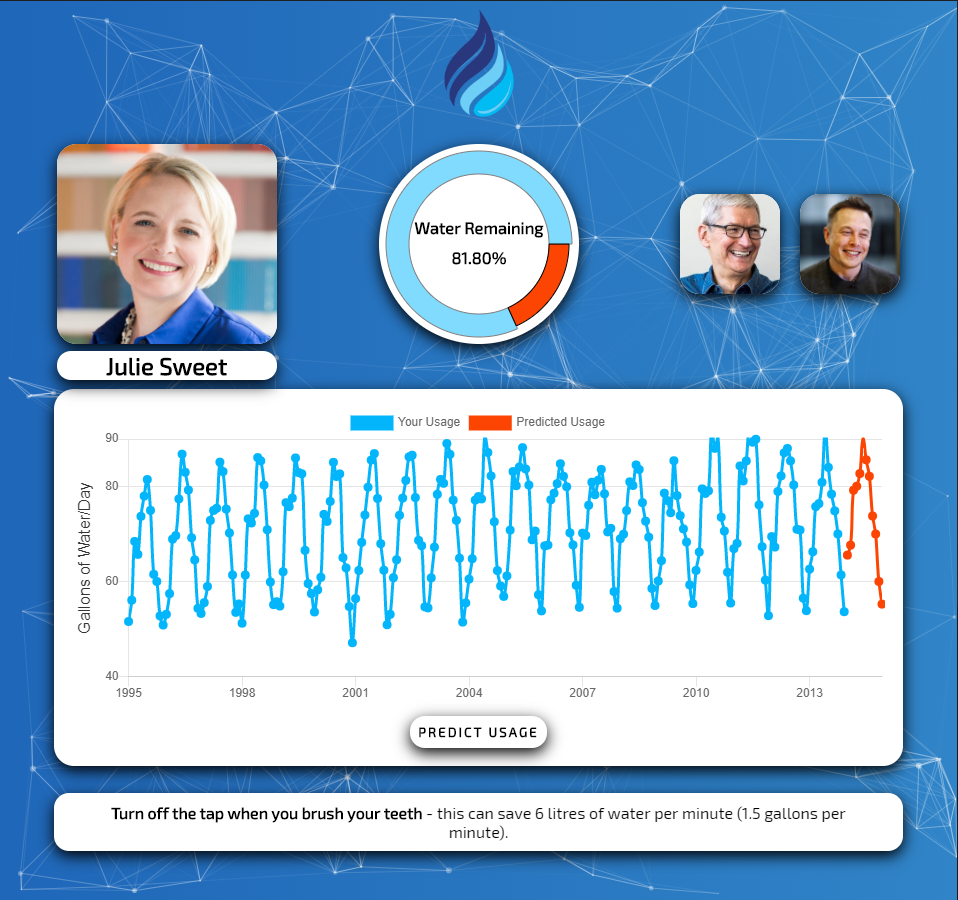 Water Remaining
81.80%
Julie Sweet
Your Usage Predicted Usage
Gallons of Water/Day
90
80
60
40
1995 1998 2001 2004 2007 2010 2013
PREDICT USAGE
Turn off the tap when you brush your teeth - this can save 6 litres of water per minute (1.5 gallons per
minute).